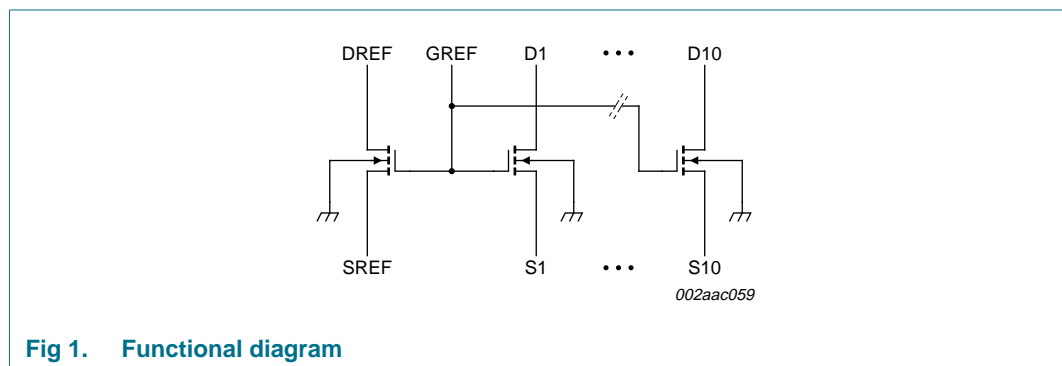 DREF GREF D1 ••• D10
SREF S1 ••• S10
002aac059
Fig 1. Functional diagram